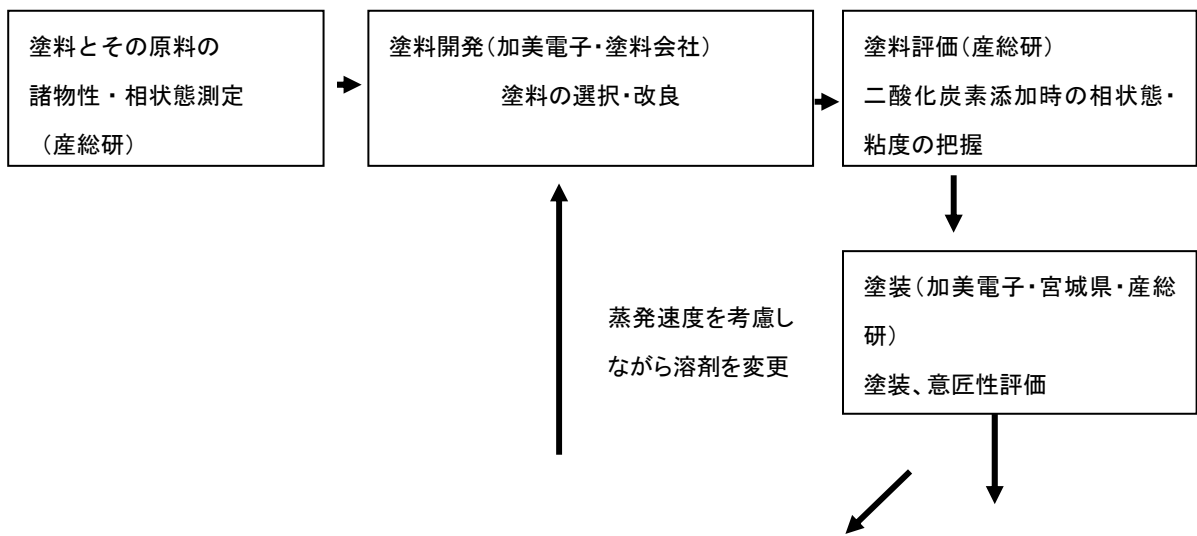 塗料とその原料の
諸物性・相状態測定
（産総研）
塗料開発（加美電子・塗料会社）
塗料の選択・改良
塗料評価（産総研）
二酸化炭素添加時の相状態・
粘度の把握
塗装（加美電子・宮城県・産総
研）
塗装、意匠性評価
蒸発速度を考慮し
ながら溶剤を変更